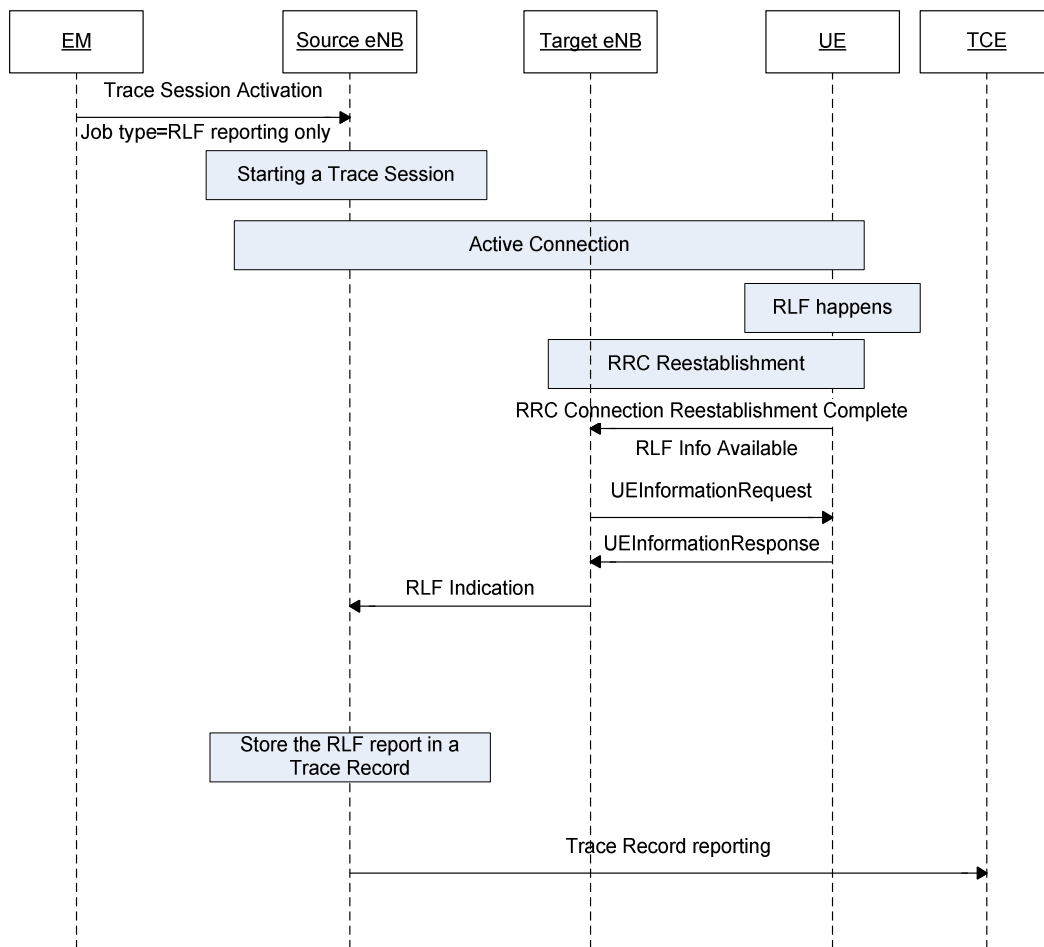 EM
Source eNB
Target eNB
UE
TCE
Trace Session Activation
Job type=RLF reporting only
Starting a Trace Session
Active Connection
RLF happens
RRC Reestablishment
RRC Connection Reestablishment Complete
RLF Info Available
UEInformationRequest
UEInformationResponse
RLF Indication
Store the RLF report in a
Trace Record
Trace Record reporting